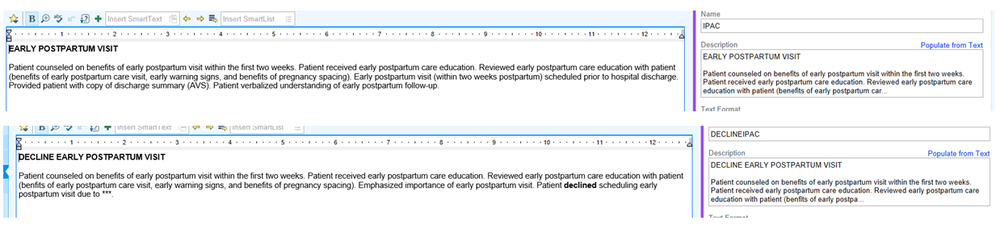 B Insert SmartText Insert SmartList
1 2 3 4 5 6 7 8 9 10 11 12
EARLY POSTPARTUM VISIT
Patient counseled on benefits of early postpartum visit within the first two weeks. Patient received early postpartum care education. Reviewed early postpartum care education with patient
(benefits of early postpartum care visit, early warning signs, and benefits of pregnancy spacing). Early postpartum visit (within two weeks postpartum) scheduled prior to hospital discharge.
Provided patient with copy of discharge summary (AVS). Patient verbalized understanding of early postpartum follow-up.
Name
IPAC
Description Populate from Text
EARLY POSTPARTUM VISIT
Patient counseled on benefits of early postpartum visit within the first two weeks.
Patient received early postpartum care education. Reviewed early postpartum care
education with patient (benefits of early postpartum car...
Text Format
B Insert SmartText Insert SmartList
1 2 3 4 5 6 7 8 9 10 11 12
DECLINE EARLY POSTPARTUM VISIT
Patient counseled on benefits of early postpartum visit within the first two weeks. Patient received early postpartum care education. Reviewed early postpartum care education with patient
(benfits of early postpartum care visit, early warning signs, and benefits of pregnancy spacing). Emphasized importance of early postpartum visit. Patient declined scheduling early
postpartum visit due to ***.
DECLINEIPAC
Description Populate from Text
DECLINE EARLY POSTPARTUM VISIT
Patient counseled on benefits of early postpartum visit within the first two weeks.
Patient received early postpartum care education. Reviewed early postpartum care
education with patient (benfits of early postpa...
Text Format